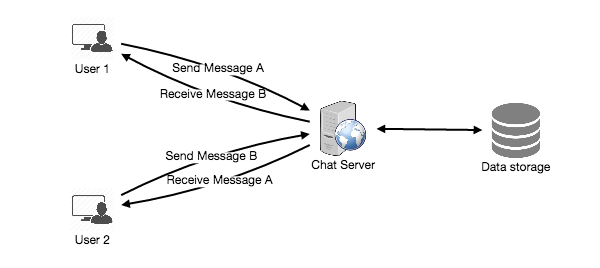 User 1
Send Message A
Receive Message B
Chat Server
Data storage
Send Message B
Receive Message A
User 2